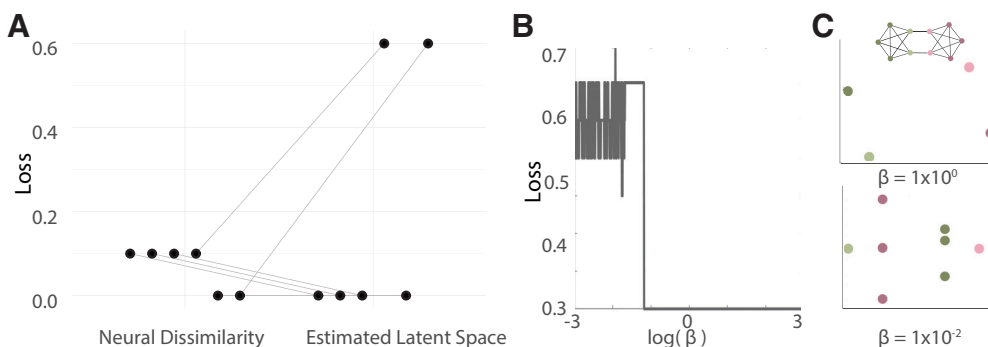 A
Loss
0.6
0.4
0.2
0.0
Neural Dissimilarity
Estimated Latent Space
B
Loss
0.7
0.6
0.5
0.4
0.3
-3
0
3
log(β)
C
β = 1x10⁰
β = 1x10⁻²